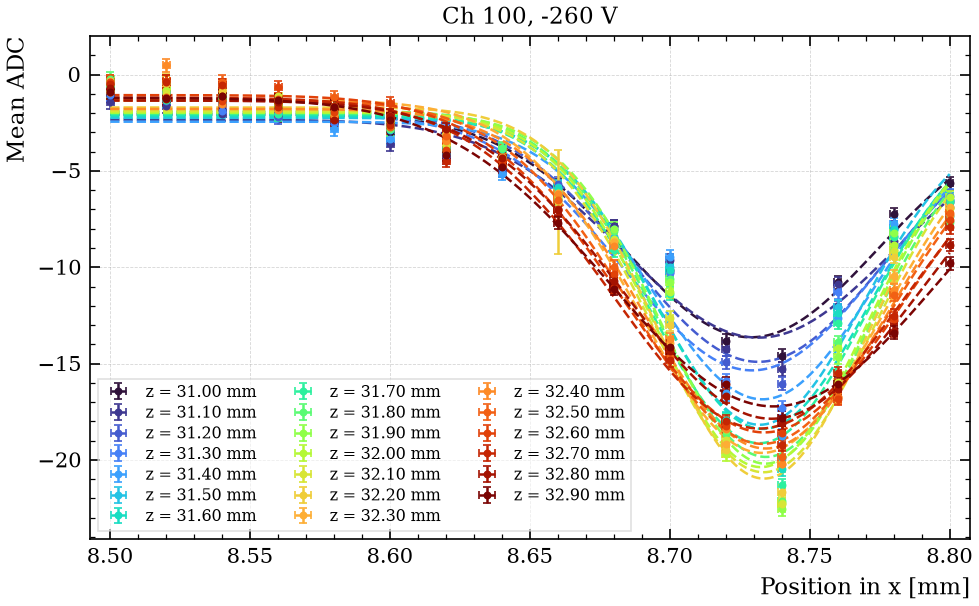 Ch 100, -260 V
Mean ADC
0
−5
−10
−15
−20
z = 31.00 mm
z = 31.10 mm
z = 31.20 mm
z = 31.30 mm
z = 31.40 mm
z = 31.50 mm
z = 31.60 mm
z = 31.70 mm
z = 31.80 mm
z = 31.90 mm
z = 32.00 mm
z = 32.10 mm
z = 32.20 mm
z = 32.30 mm
z = 32.40 mm
z = 32.50 mm
z = 32.60 mm
z = 32.70 mm
z = 32.80 mm
z = 32.90 mm
8.50 8.55 8.60 8.65 8.70 8.75 8.80
Position in x [mm]